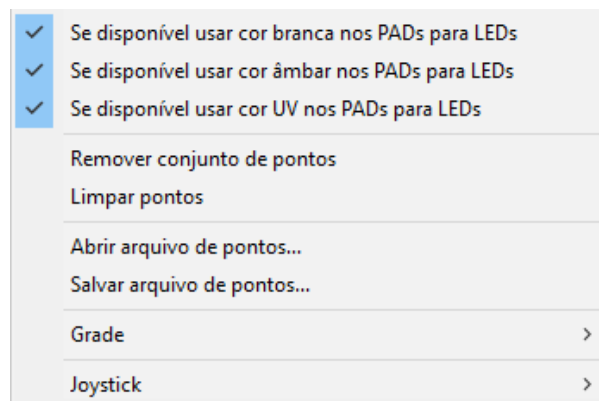 Se disponível usar cor branca nos PADs para LEDs
Se disponível usar cor âmbar nos PADs para LEDs
Se disponível usar cor UV nos PADs para LEDs
Remover conjunto de pontos
Limpar pontos
Abrir arquivo de pontos...
Salvar arquivo de pontos...
Grade
Joystick